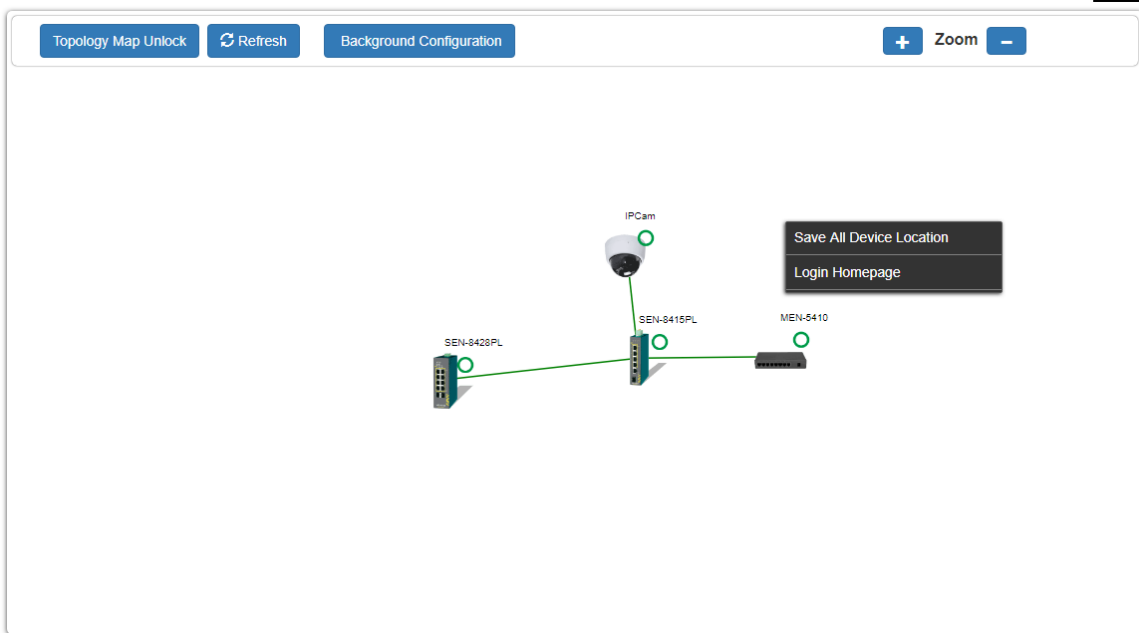 Topology Map Unlock
Refresh
Background Configuration
+ Zoom −
IPCam
Save All Device Location
Login Homepage
SEN-8415PL
MEN-5410
SEN-8428PL